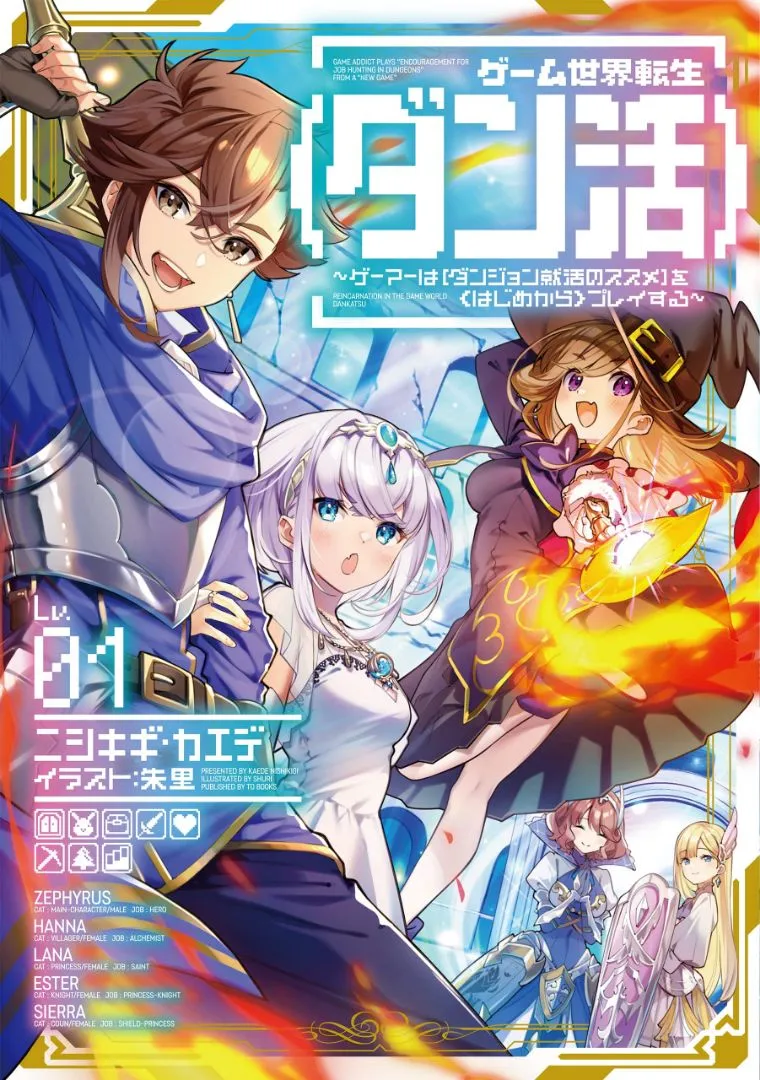 GAME ADDICT PLAYS "ENCOURAGEMENT FOR
JOB HUNTING IN DUNGEONS"
FROM A "NEW GAME"
ゲーム世界転生
〈ダン活〉
～ゲーマーは【ダンジョン就活のススメ】を
〈はじめから〉プレイする～
REINCARNATION IN THE GAME WORLD
DANKATSU
Lv.
01
ニシキギ・カエデ
イラスト:朱里
PRESENTED BY KAEDE NISHIKIGI
ILLUSTRATED BY SHURI
PUBLISHED BY TO BOOKS
ZEPHYRUS
CAT : MAIN-CHARACTER/MALE JOB : HERO
HANNA
CAT : VILLAGER/FEMALE JOB : ALCHEMIST
LANA
CAT : PRINCESS/FEMALE JOB : SAINT
ESTER
CAT : KNIGHT/FEMALE JOB : PRINCESS-KNIGHT
SIERRA
CAT : COUN/FEMALE JOB : SHIELD-PRINCESS